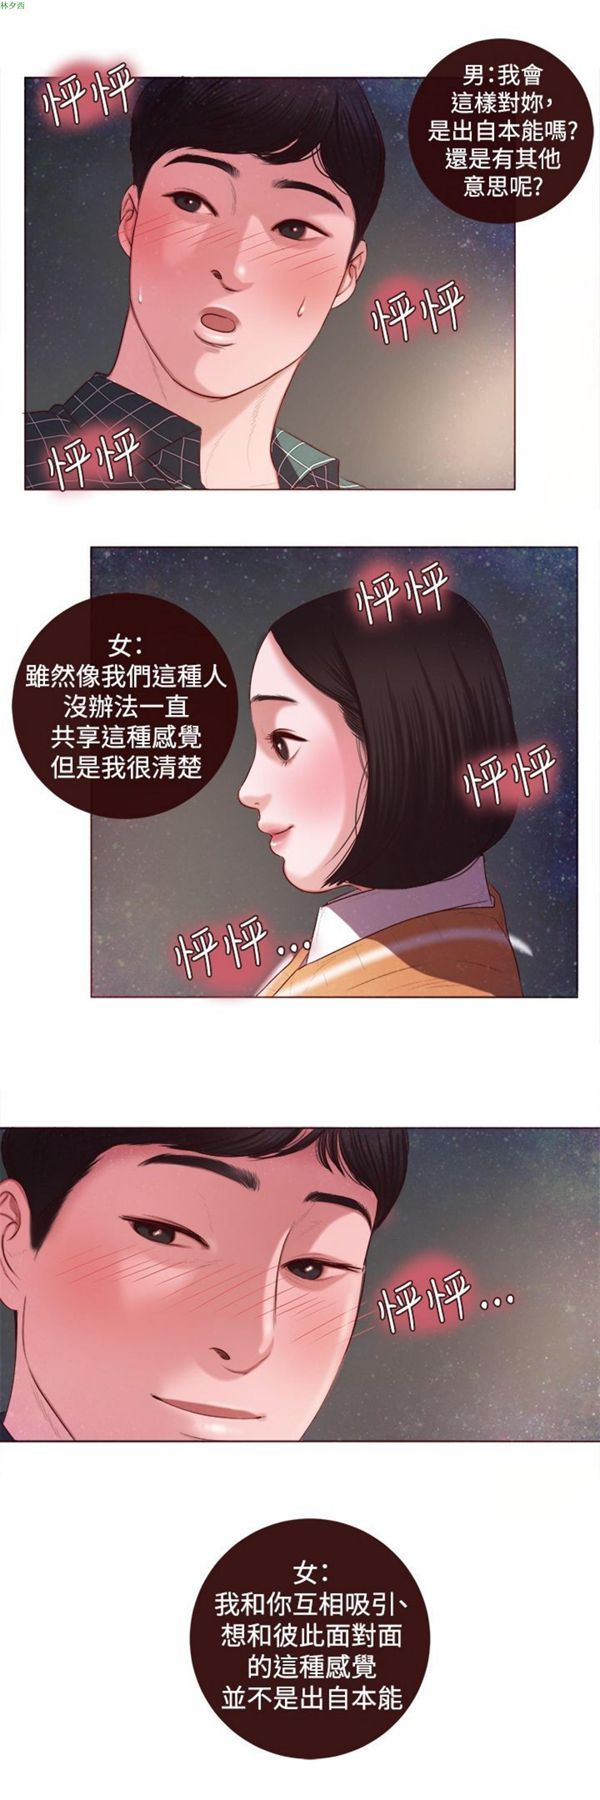 林夕西
怦怦
男：我會
這樣對妳，
是出自本能嗎？
還是有其他
意思呢？
怦怦
怦怦
怦怦
女：
雖然像我們這種人
沒辦法一直
共享這種感覺
但是我很清楚
怦怦
怦怦...
怦怦...
女：
我和你互相吸引、
想和彼此面對面
的這種感覺
並不是出自本能